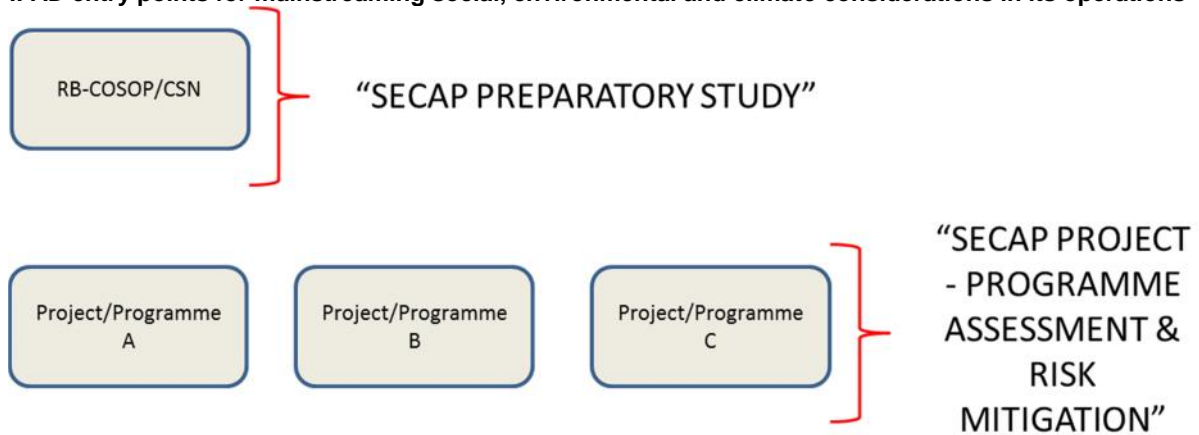 entry points for mainstreaming social, environmental and climate considerations in its operations
RB-COSOP/CSN
“SECAP PREPARATORY STUDY”
Project/Programme
A
Project/Programme
B
Project/Programme
C
“SECAP PROJECT
- PROGRAMME
ASSESSMENT &
RISK
MITIGATION”